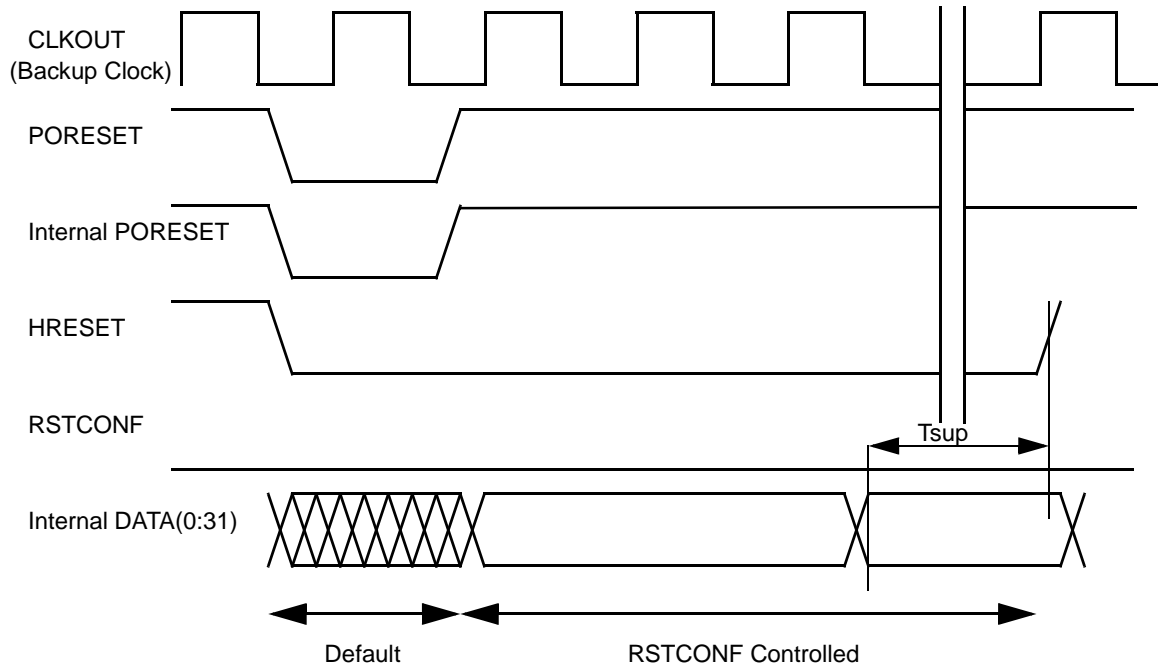 CLKOUT
(Backup Clock)
PORESET
Internal PORESET
HRESET
RSTCONF
Tsup
Internal DATA(0:31)
Default
RSTCONF Controlled